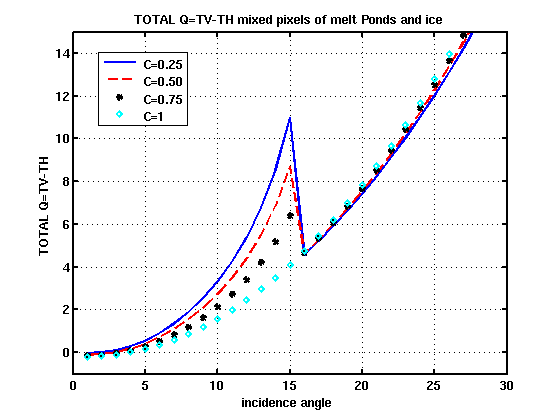 TOTAL Q=TV-TH mixed pixels of melt Ponds and ice
14
12
10
8
6
4
2
0
TOTAL Q=TV-TH
C=0.25
C=0.50
C=0.75
C=1
0 5 10 15 20 25 30
incidence angle